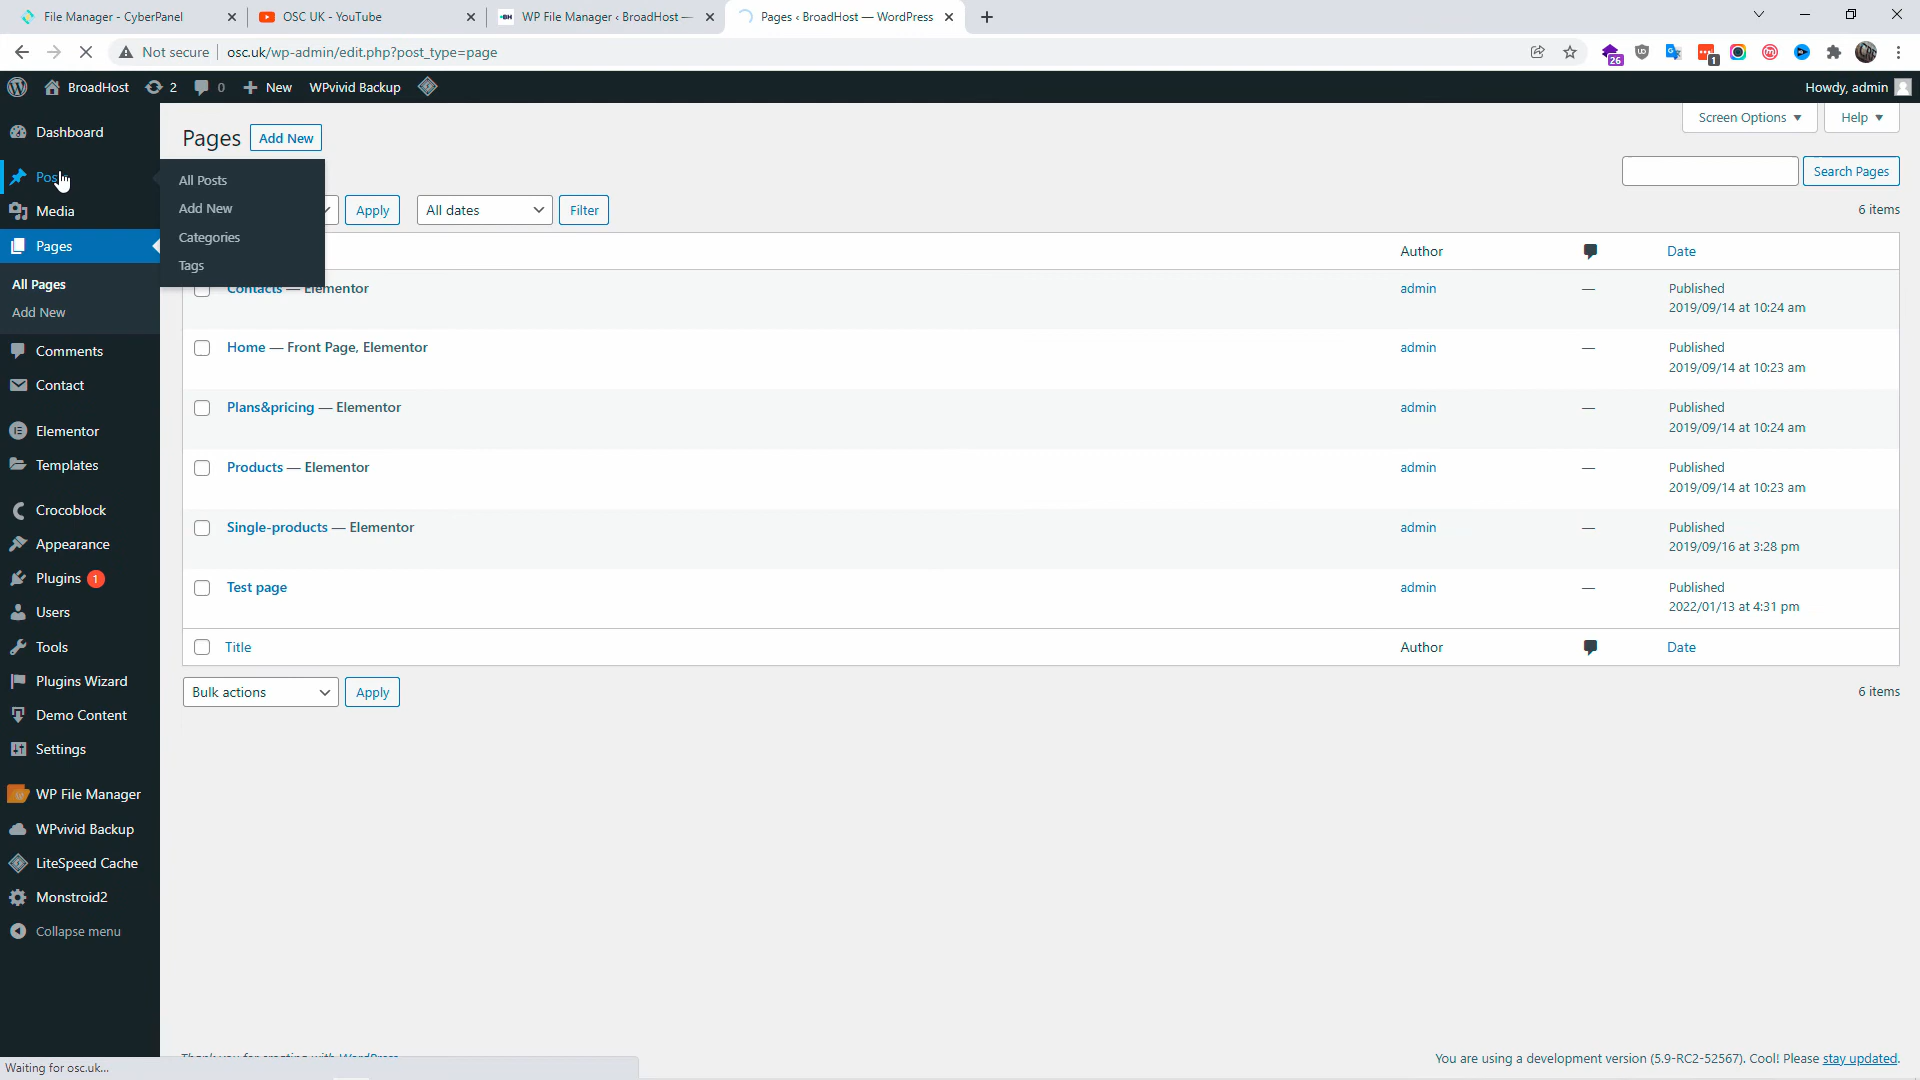 File Manager - CyberPanel
OSC UK - YouTube
WP File Manager ‹ BroadHost —
Pages ‹ BroadHost — WordPress
Not secure
osc.uk/wp-admin/edit.php?post_type=page
26
1
BroadHost
2
0
New
WPvivid Backup
Howdy, admin
Dashboard
Media
Pages
All Pages
Add New
Comments
Contact
Elementor
Templates
Crocoblock
Appearance
Plugins 1
Users
Tools
Plugins Wizard
Demo Content
Settings
WP File Manager
WPvivid Backup
LiteSpeed Cache
Monstroid2
Collapse menu
All Posts
Add New
Categories
Tags
Pages
Add New
Screen Options
Help
Search Pages
Apply
All dates
Filter
6 items
Author
Date
Contacts — Elementor
admin
—
Published
2019/09/14 at 10:24 am
Home — Front Page, Elementor
admin
—
Published
2019/09/14 at 10:23 am
Plans&pricing — Elementor
admin
—
Published
2019/09/14 at 10:24 am
Products — Elementor
admin
—
Published
2019/09/14 at 10:23 am
Single-products — Elementor
admin
—
Published
2019/09/16 at 3:28 pm
Test page
admin
—
Published
2022/01/13 at 4:31 pm
Title
Author
Date
Bulk actions
Apply
6 items
Thank you for creating with WordPress
You are using a development version (5.9-RC2-52567). Cool! Please stay updated.
Waiting for osc.uk...